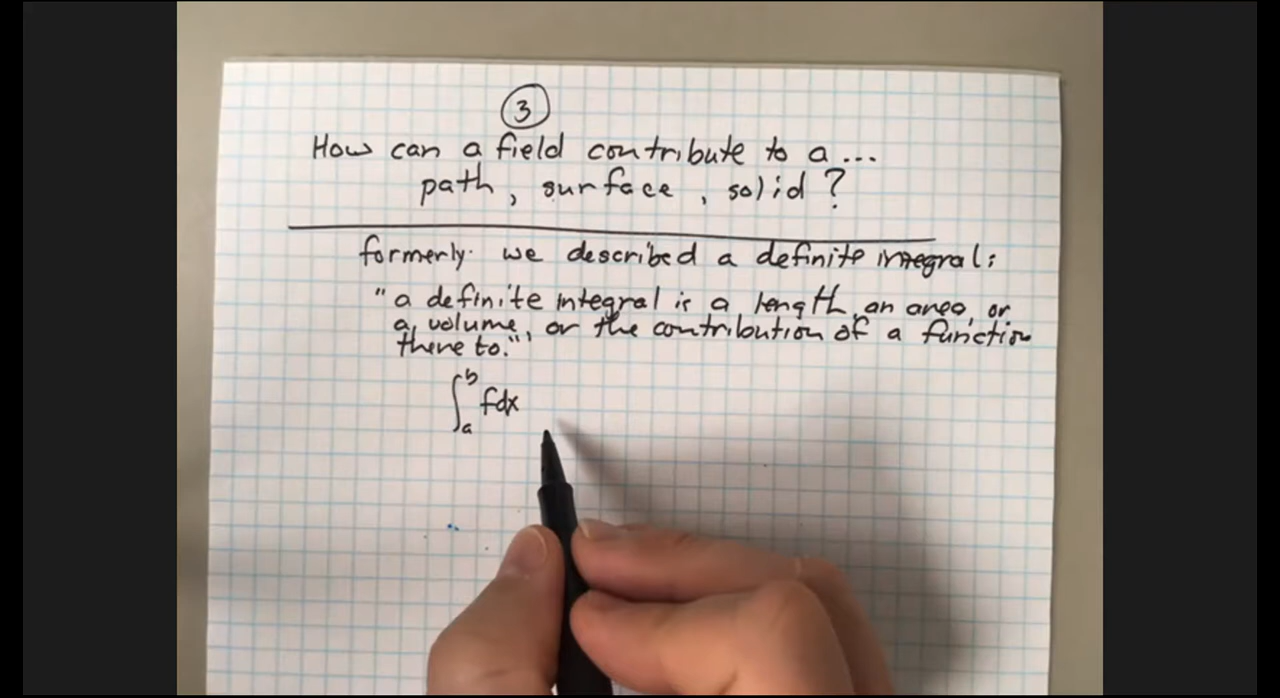 3
How can a field contribute to a...
path, surface, solid?
formerly we described a definite integral:
"a definite integral is a length, an area, or
a volume, or the contribution of a function
there to."
∫ₐᵇ fdx